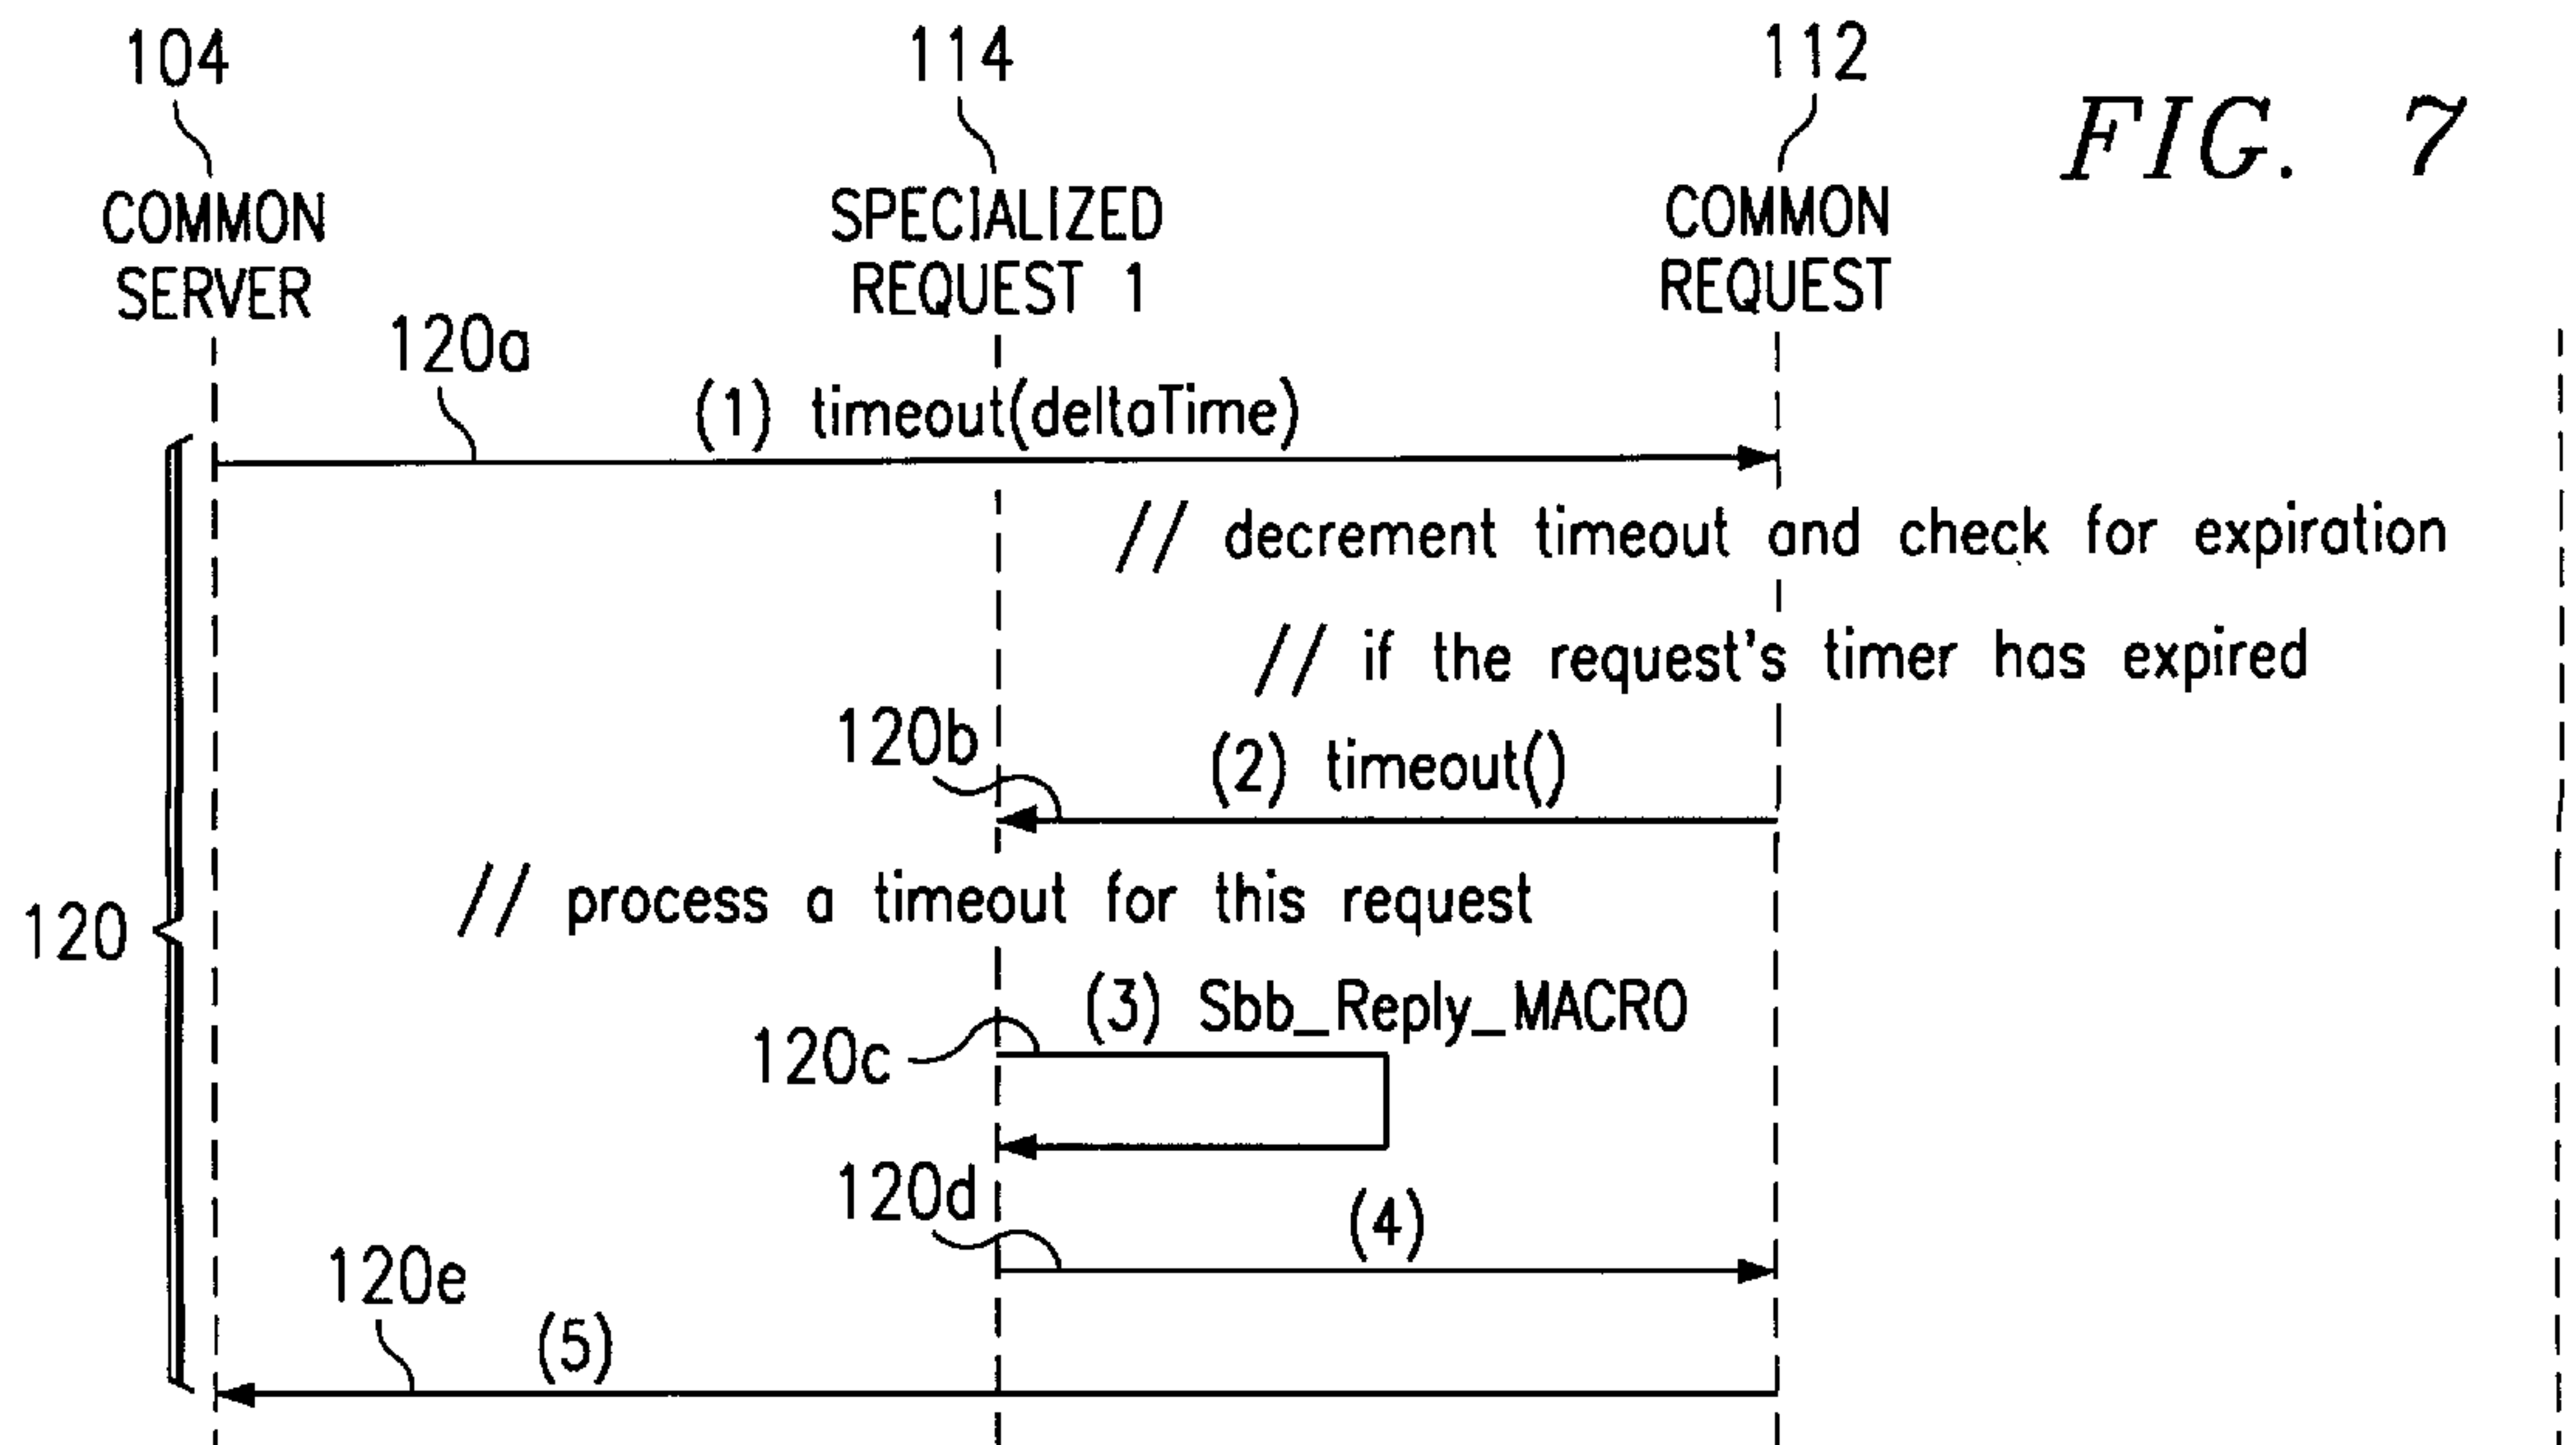 104
114
112
FIG. 7
COMMON
SERVER
SPECIALIZED
REQUEST 1
COMMON
REQUEST
120a
(1) timeout(deltaTime)
// decrement timeout and check for expiration
// if the request's timer has expired
120b
(2) timeout()
// process a timeout for this request
120
(3) Sbb_Reply_MACRO
120c
120d
(4)
120e
(5)